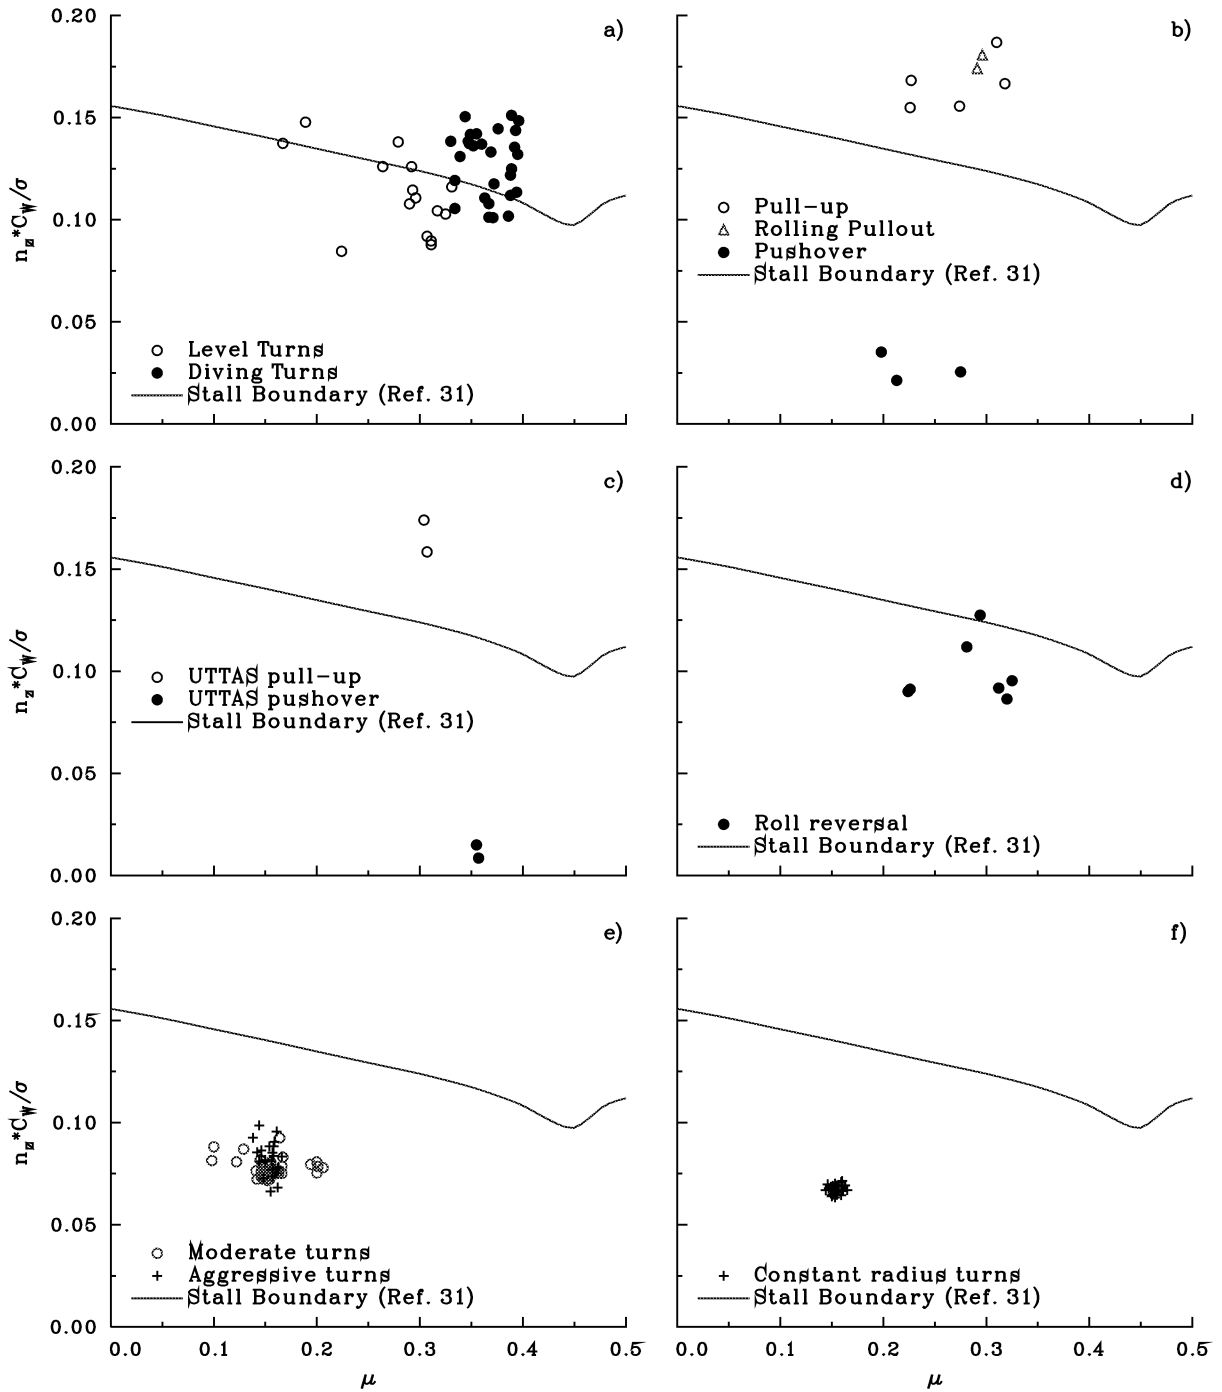 a)
0.20
0.15
0.10
0.05
0.00
n_z*C_W/σ
Level Turns
Diving Turns
Stall Boundary (Ref. 31)
b)
Pull-up
Rolling Pullout
Pushover
Stall Boundary (Ref. 31)
c)
0.20
0.15
0.10
0.05
0.00
n_z*C_W/σ
UTTAS pull-up
UTTAS pushover
Stall Boundary (Ref. 31)
d)
Roll reversal
Stall Boundary (Ref. 31)
e)
0.20
0.15
0.10
0.05
0.00
n_z*C_W/σ
Moderate turns
Aggressive turns
Stall Boundary (Ref. 31)
0.0 0.1 0.2 0.3 0.4 0.5
μ
f)
Constant radius turns
Stall Boundary (Ref. 31)
0.0 0.1 0.2 0.3 0.4 0.5
μ